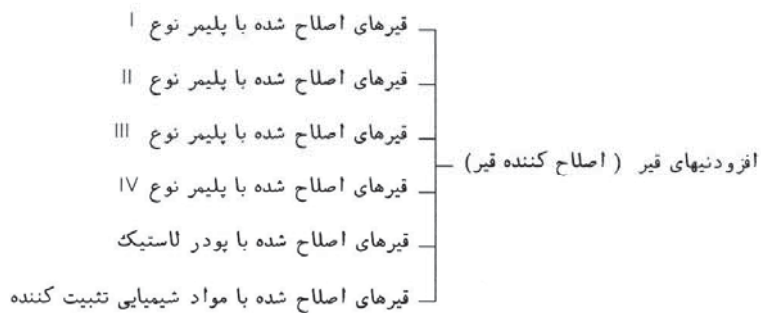 افزودنیهای قیر ( اصلاح کننده قیر)
قیرهای اصلاح شده با پلیمر نوع I
قیرهای اصلاح شده با پلیمر نوع II
قیرهای اصلاح شده با پلیمر نوع III
قیرهای اصلاح شده با پلیمر نوع IV
قیرهای اصلاح شده با پودر لاستیک
قیرهای اصلاح شده با مواد شیمیایی تثبیت کننده